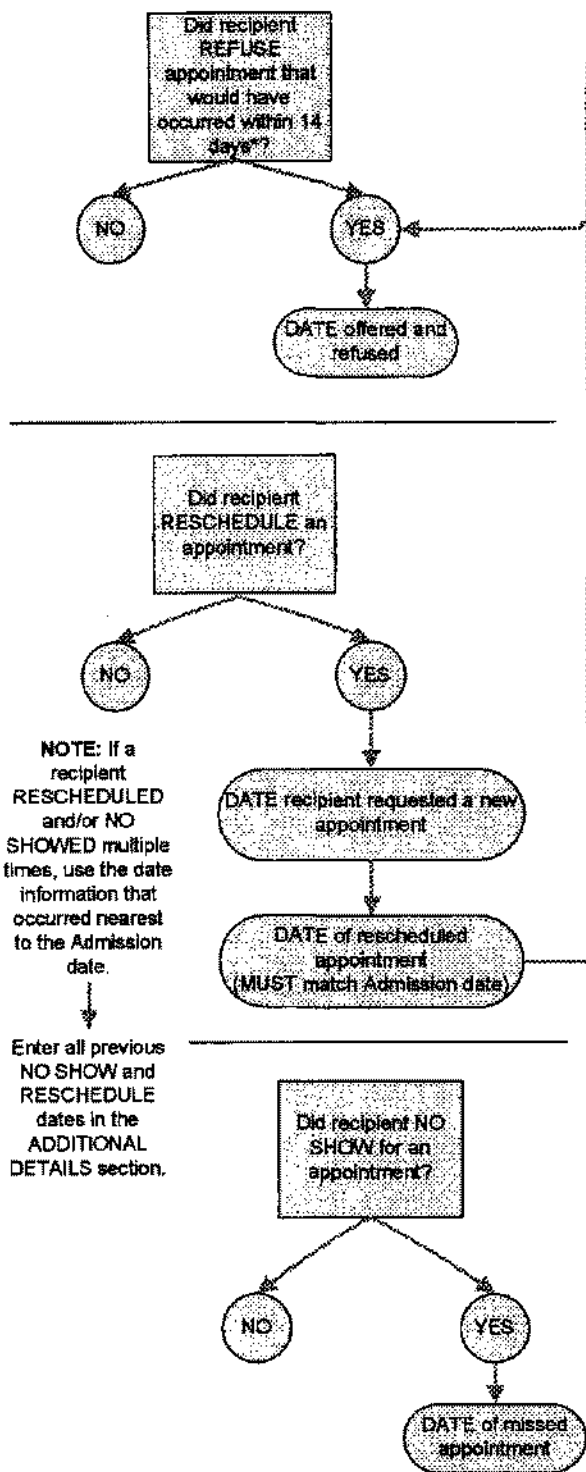 Did recipient
REFUSE
appointment that
would have
occurred within 14
days*?
NO
YES
DATE offered and
refused
Did recipient
RESCHEDULE an
appointment?
NO
YES
NOTE: If a
recipient
RESCHEDULED
and/or NO
SHOWED multiple
times, use the date
information that
occurred nearest
to the Admission
date.
Enter all previous
NO SHOW and
RESCHEDULE
dates in the
ADDITIONAL
DETAILS section.
DATE recipient requested a new
appointment
DATE of rescheduled
appointment
(MUST match Admission date)
Did recipient NO
SHOW for an
appointment?
NO
YES
DATE of missed
appointment